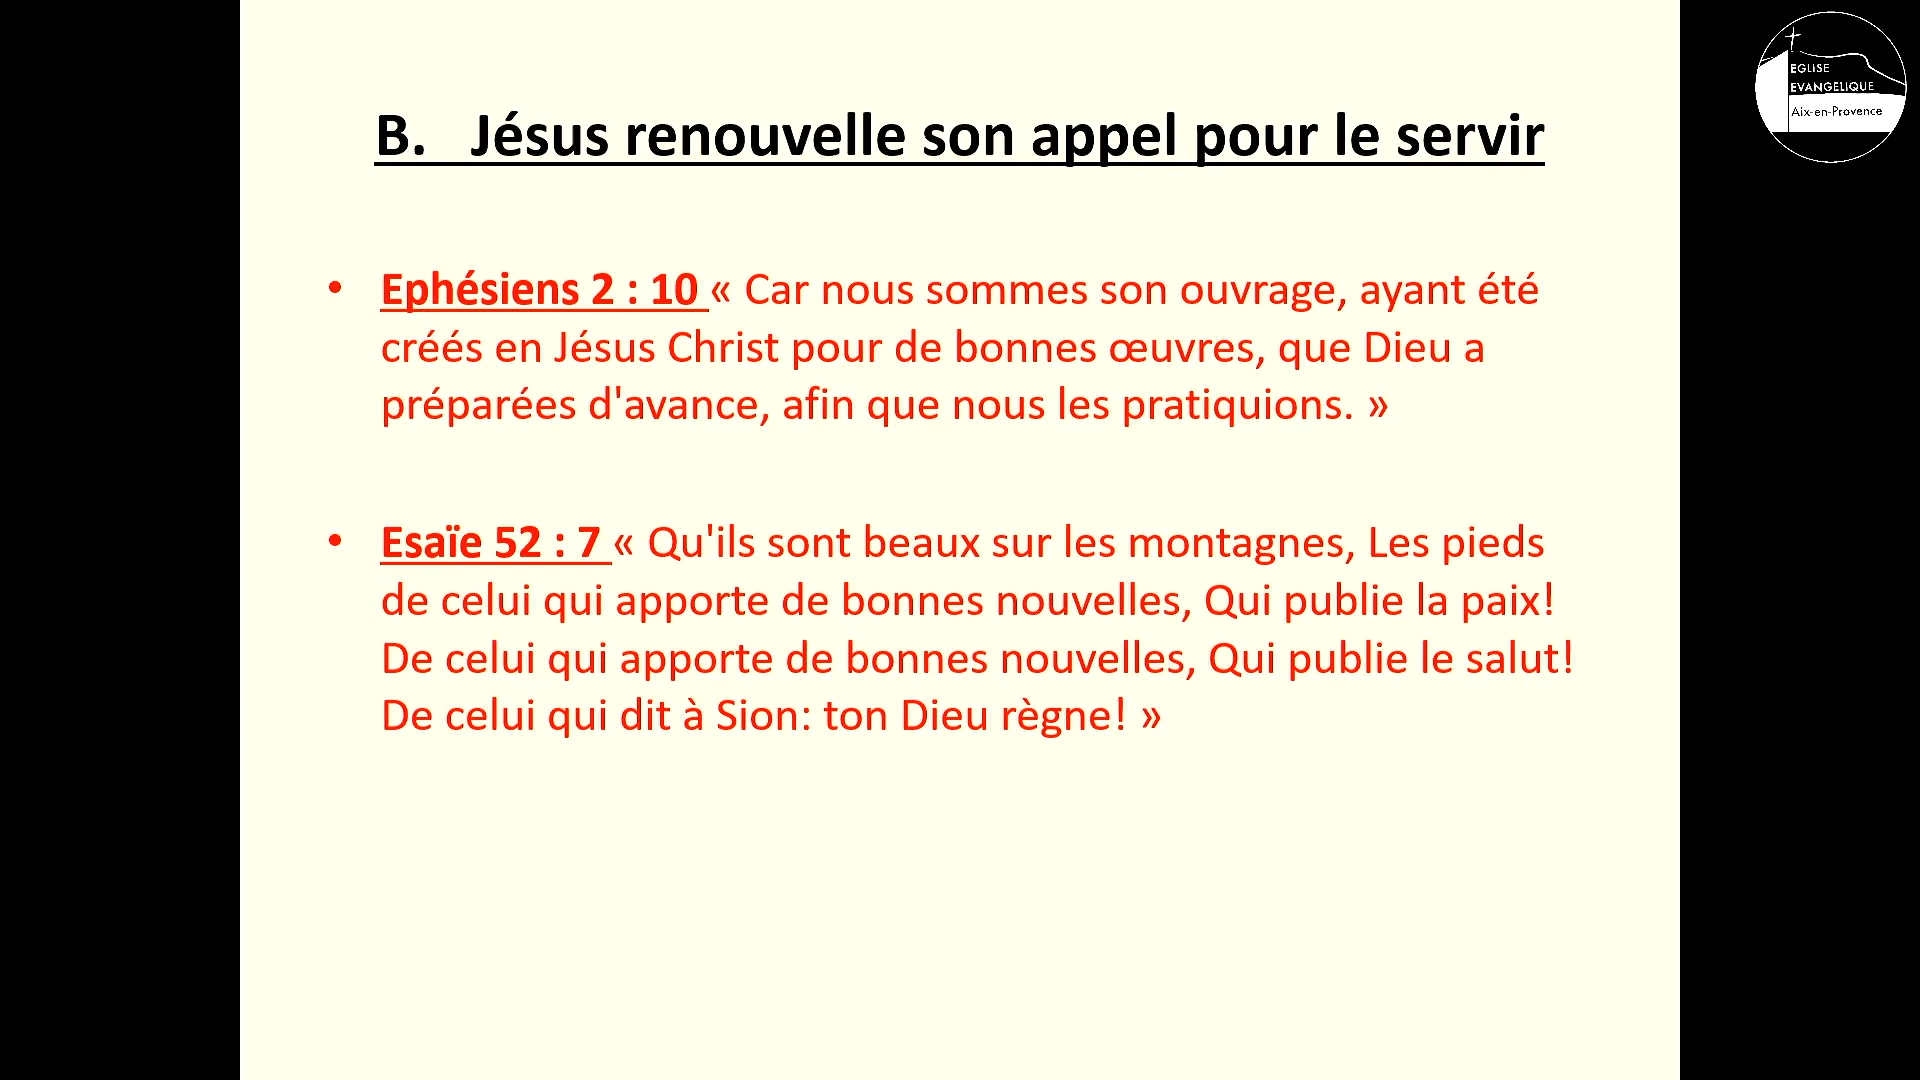 EGLISE
EVANGELIQUE
Aix-en-Provence
B. Jésus renouvelle son appel pour le servir
• Ephésiens 2 : 10 « Car nous sommes son ouvrage, ayant été
créés en Jésus Christ pour de bonnes œuvres, que Dieu a
préparées d'avance, afin que nous les pratiquions. »
• Esaïe 52 : 7 « Qu'ils sont beaux sur les montagnes, Les pieds
de celui qui apporte de bonnes nouvelles, Qui publie la paix!
De celui qui apporte de bonnes nouvelles, Qui publie le salut!
De celui qui dit à Sion: ton Dieu règne! »